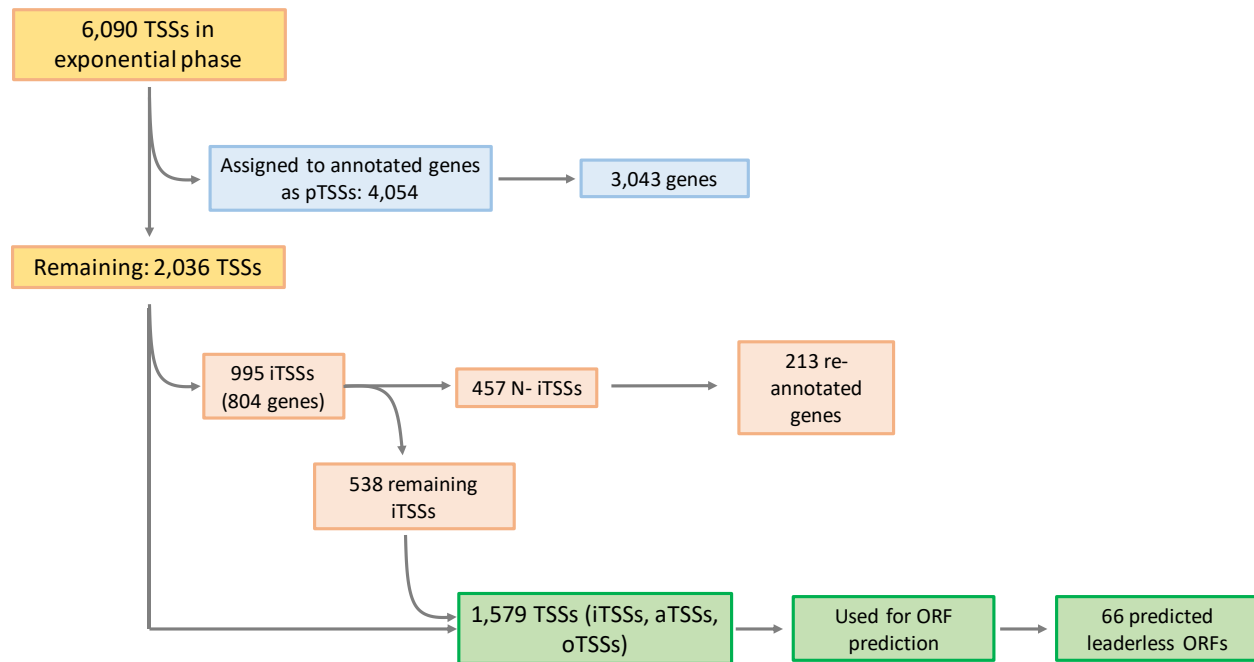 6,090 TSSs in
exponential phase
Assigned to annotated genes
as pTSSs: 4,054
3,043 genes
Remaining: 2,036 TSSs
995 iTSSs
(804 genes)
457 N- iTSSs
213 re-
annotated
genes
538 remaining
iTSSs
1,579 TSSs (iTSSs, aTSSs,
oTSSs)
Used for ORF
prediction
66 predicted
leaderless ORFs